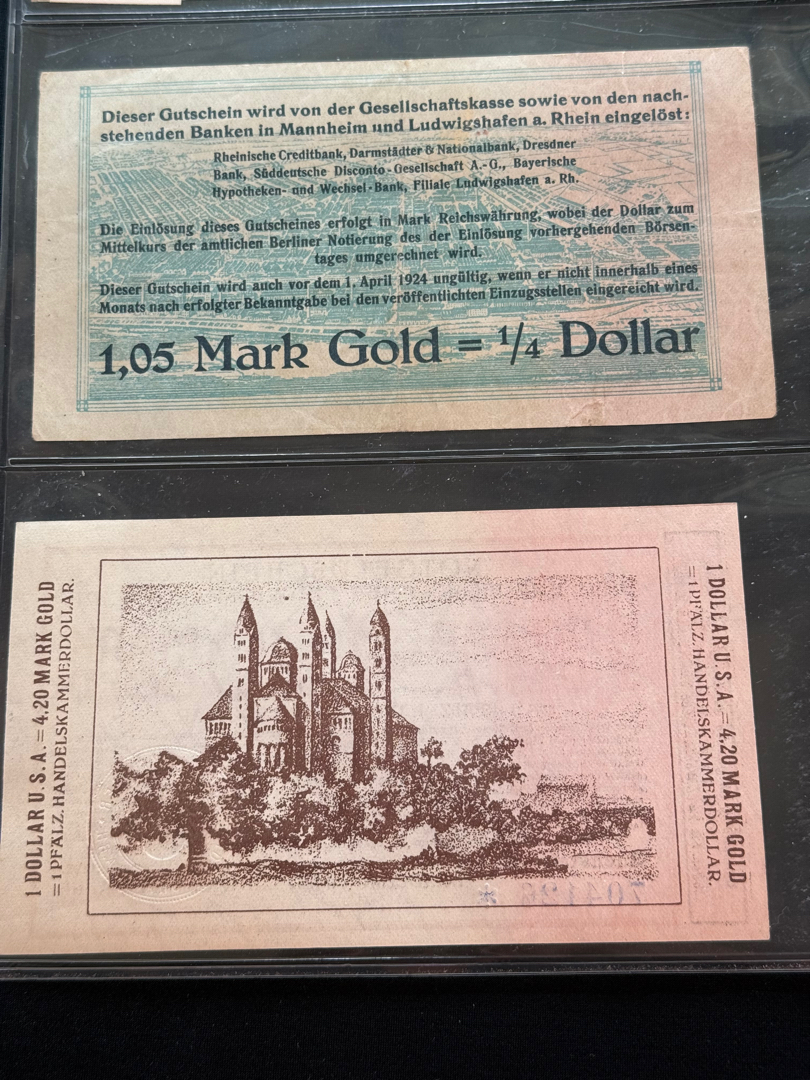 Dieser Gutschein wird von der Gesellschaftskasse sowie von den nach-
stehenden Banken in Mannheim und Ludwigshafen a. Rhein eingelöst:
Rheinische Creditbank, Darmstädter & Nationalbank, Dresdner
Bank, Süddeutsche Disconto-Gesellschaft A.-G., Bayerische
Hypotheken- und Wechsel-Bank, Filiale Ludwigshafen a. Rh.
Die Einlösung dieses Gutscheines erfolgt in Mark Reichswährung, wobei der Dollar zum
Mittelkurs der amtlichen Berliner Notierung des der Einlösung vorhergehenden Börsen-
tages umgerechnet wird.
Dieser Gutschein wird auch vor dem 1. April 1924 ungültig, wenn er nicht innerhalb eines
Monats nach erfolgter Bekanntgabe bei den veröffentlichten Einzugsstellen eingereicht wird.
1,05 Mark Gold = 1/4 Dollar
1 DOLLAR U.S.A. = 4,20 MARK GOLD
= 1 PFÄLZ. HANDELSKAMMERDOLLAR.
1 DOLLAR U.S.A. = 4,20 MARK GOLD
= 1 PFÄLZ. HANDELSKAMMERDOLLAR.